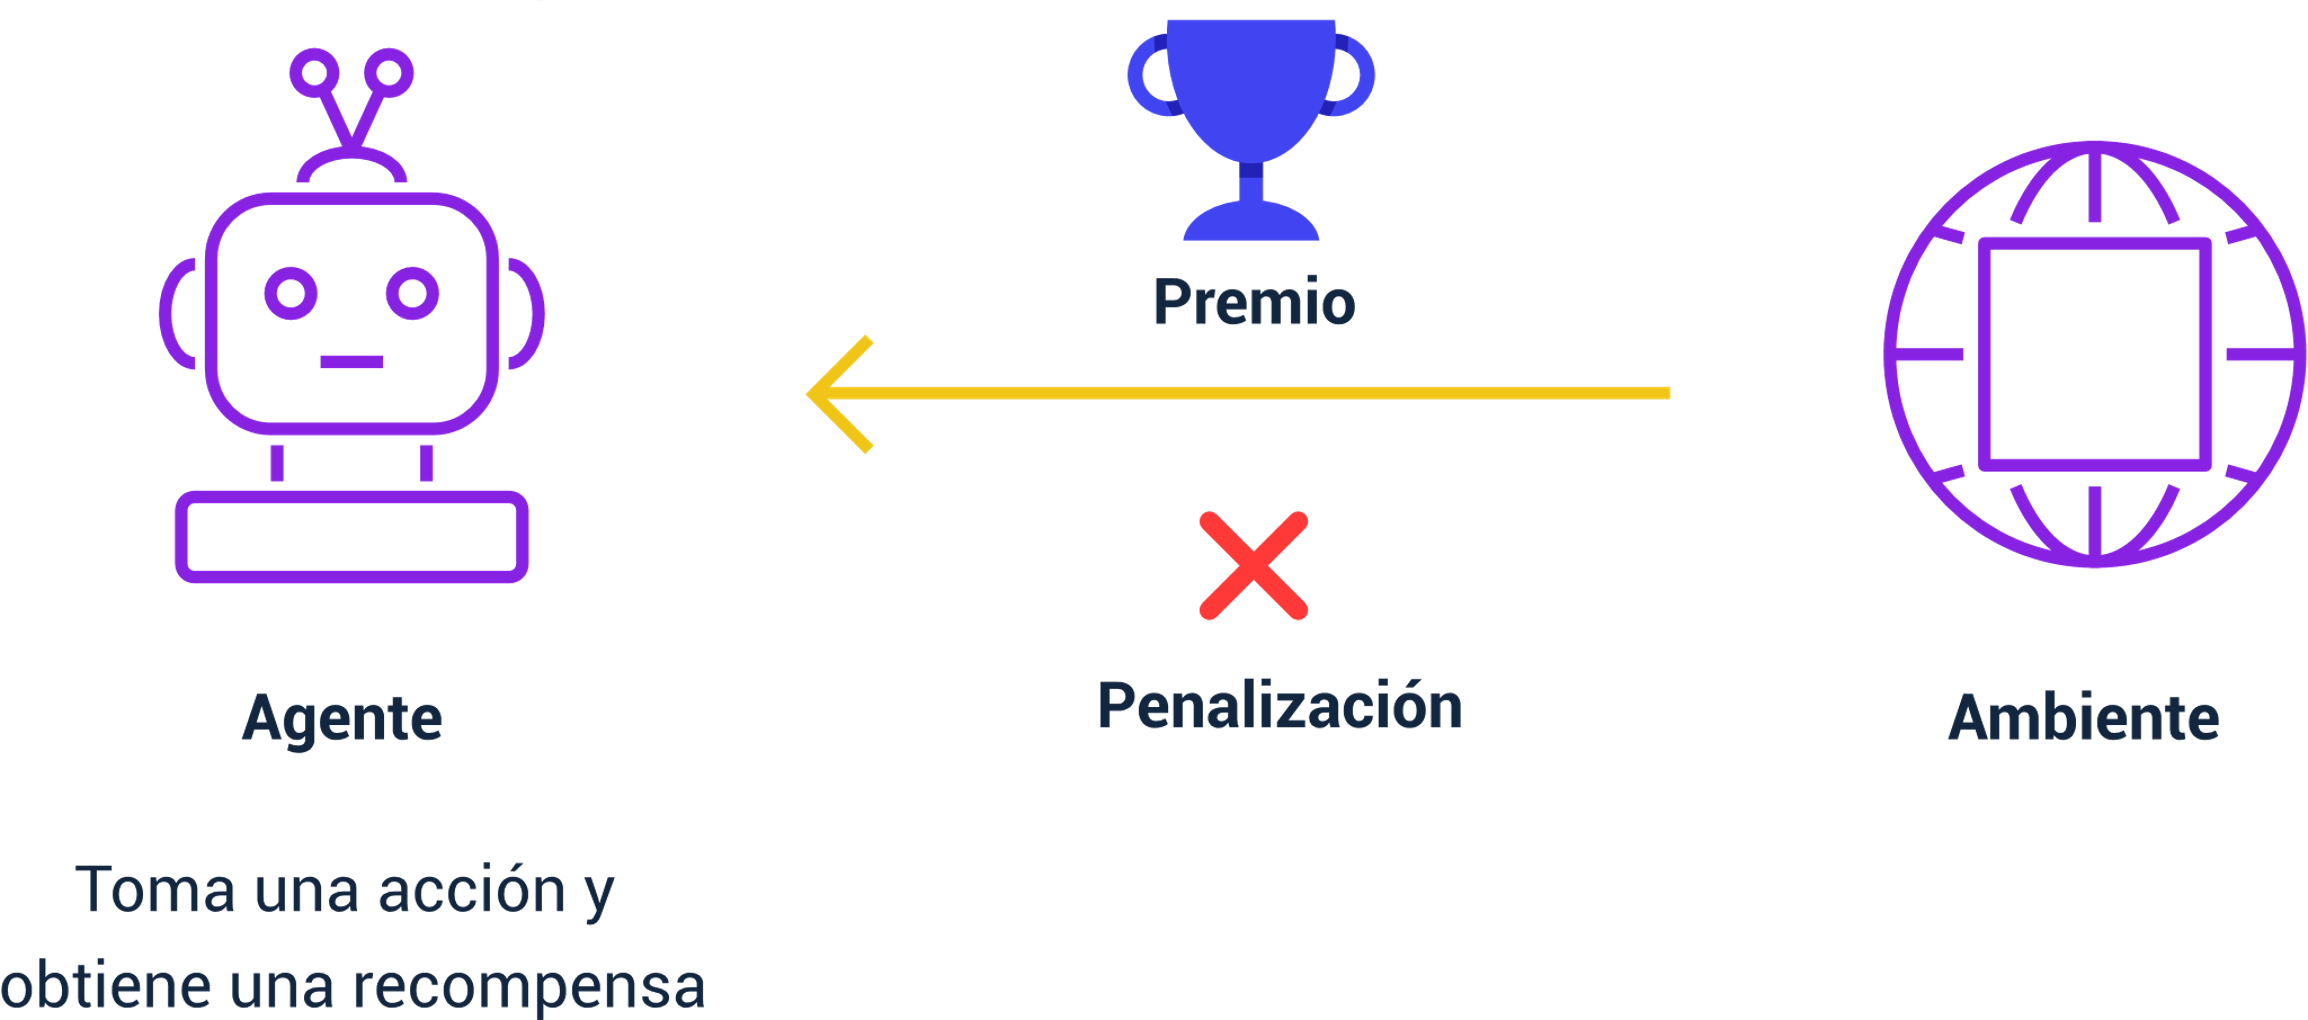 Premio
Penalización
Agente
Ambiente
Toma una acción y
obtiene una recompensa